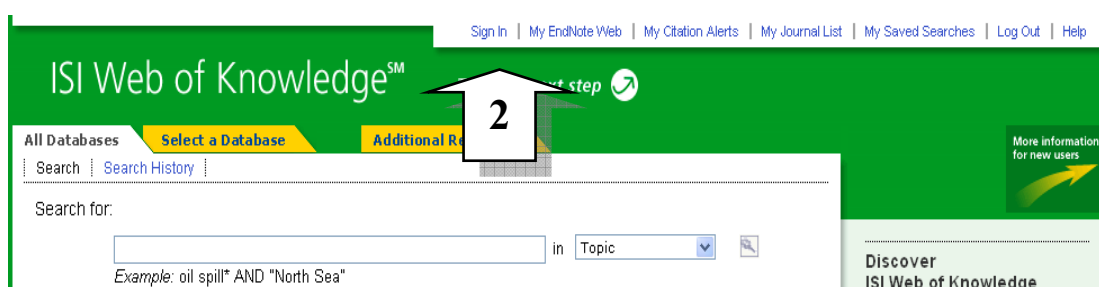 Sign In | My EndNote Web | My Citation Alerts | My Journal List | My Saved Searches | Log Out | Help
ISI Web of Knowledge℠
step
2
All Databases Select a Database Additional
More information
for new users
Search Search History
Search for:
in Topic
Example: oil spill* AND "North Sea"
Discover
ISI Web of Knowledge